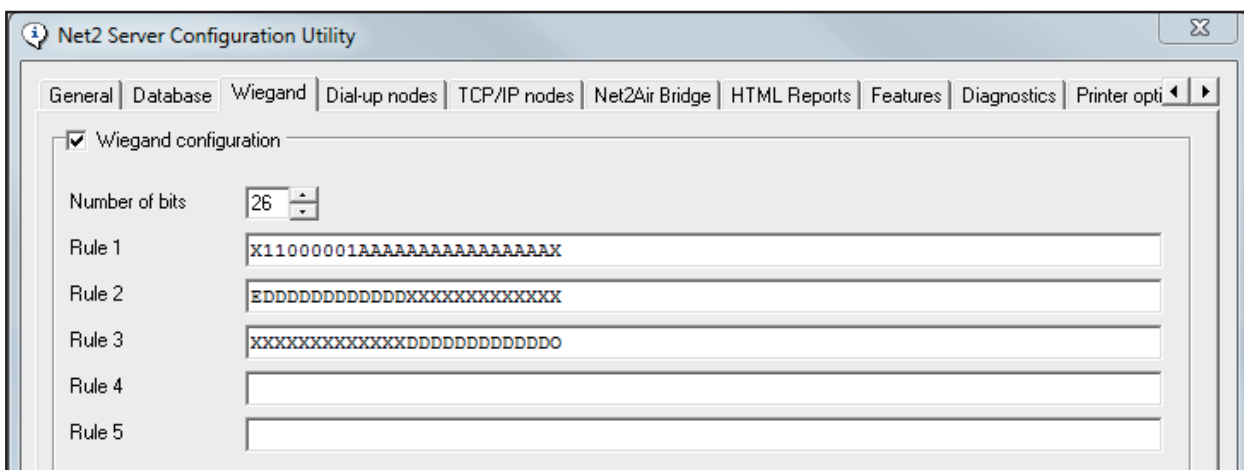 Net2 Server Configuration Utility
General Database Wiegand Dial-up nodes TCP/IP nodes Net2Air Bridge HTML Reports Features Diagnostics Printer opti
Wiegand configuration
Number of bits 26
Rule 1 X11000001AAAAAAAAAAAAAAAAX
Rule 2 EDDDDDDDDDDDDXXXXXXXXXXXXX
Rule 3 XXXXXXXXXXXXXDDDDDDDDDDDDO
Rule 4
Rule 5